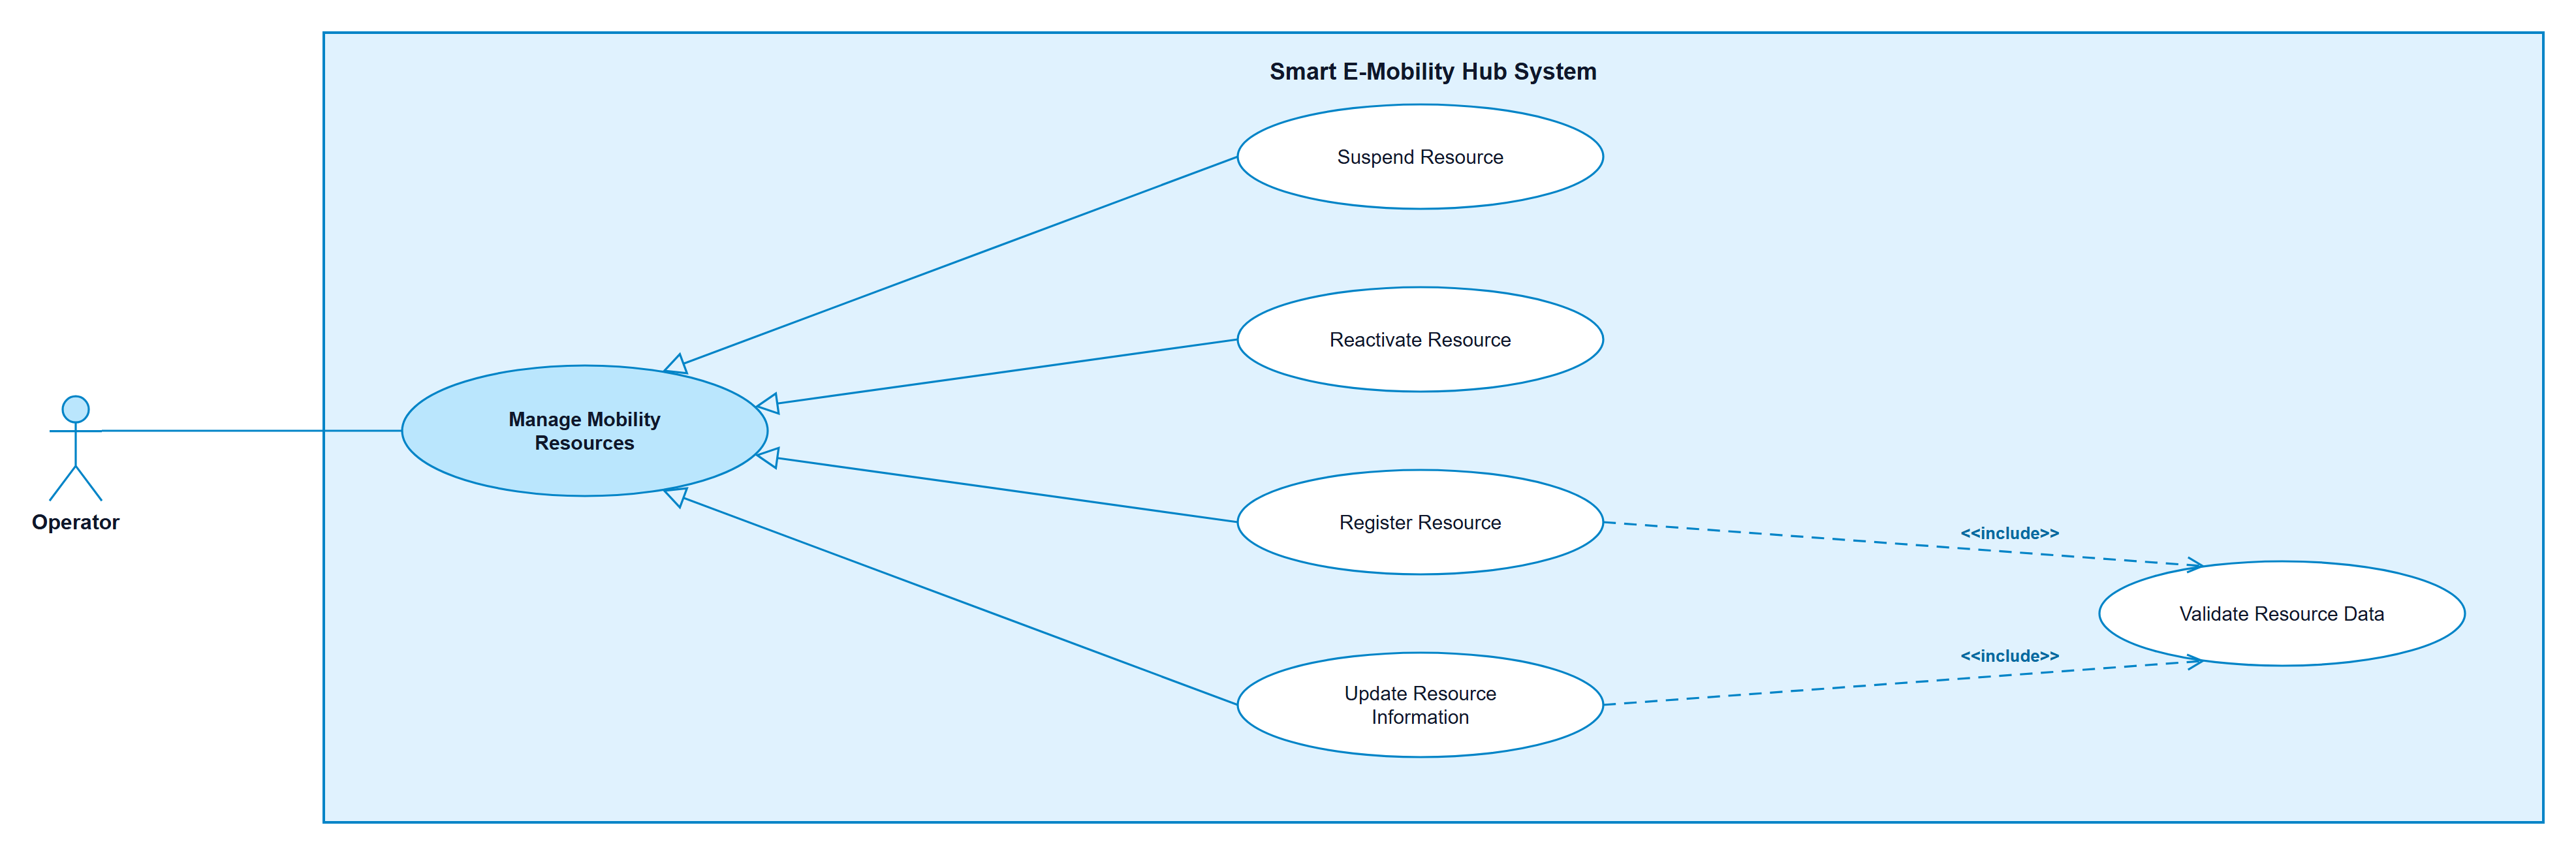 Smart E-Mobility Hub System
Suspend Resource
Reactivate Resource
Manage Mobility
Resources
Operator
Register Resource
<<include>>
Validate Resource Data
<<include>>
Update Resource
Information